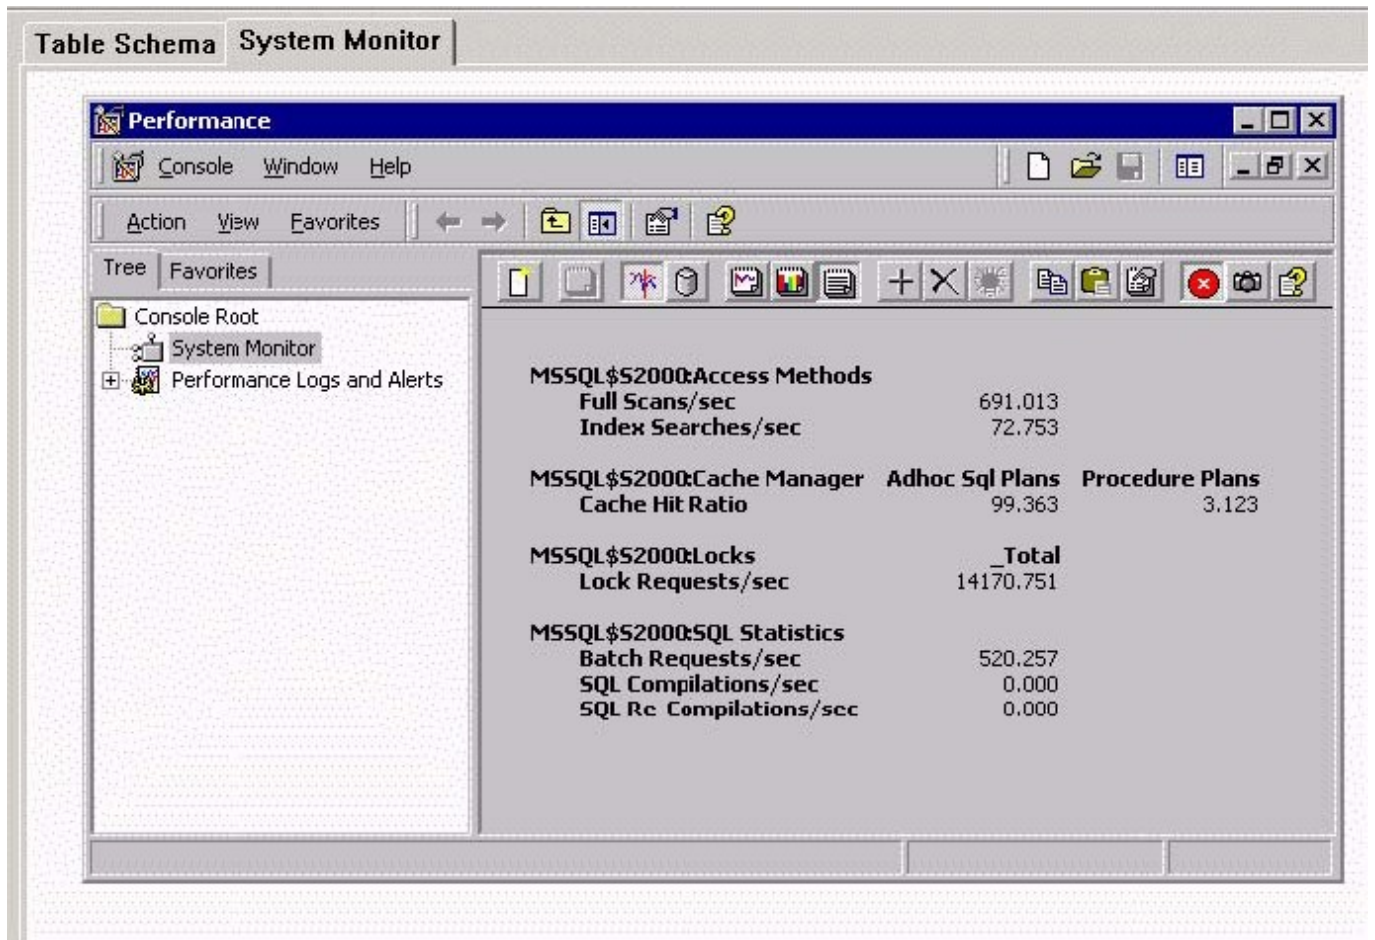 Table Schema System Monitor
Performance
Console Window Help
Action View Favorites
Tree Favorites
Console Root
System Monitor
Performance Logs and Alerts
MSSQL$S2000:Access Methods
Full Scans/sec 691.013
Index Searches/sec 72.753
MSSQL$S2000:Cache Manager Adhoc Sql Plans Procedure Plans
Cache Hit Ratio 99.363 3.123
MSSQL$S2000:Locks _Total
Lock Requests/sec 14170.751
MSSQL$S2000:SQL Statistics
Batch Requests/sec 520.257
SQL Compilations/sec 0.000
SQL Re-Compilations/sec 0.000